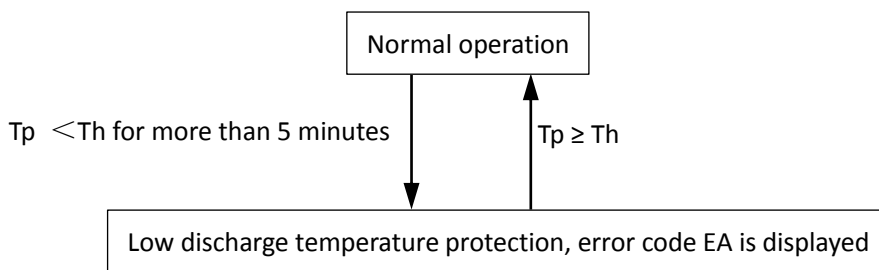 Normal operation
Tp ＜Th for more than 5 minutes
Tp ≥ Th
Low discharge temperature protection, error code EA is displayed